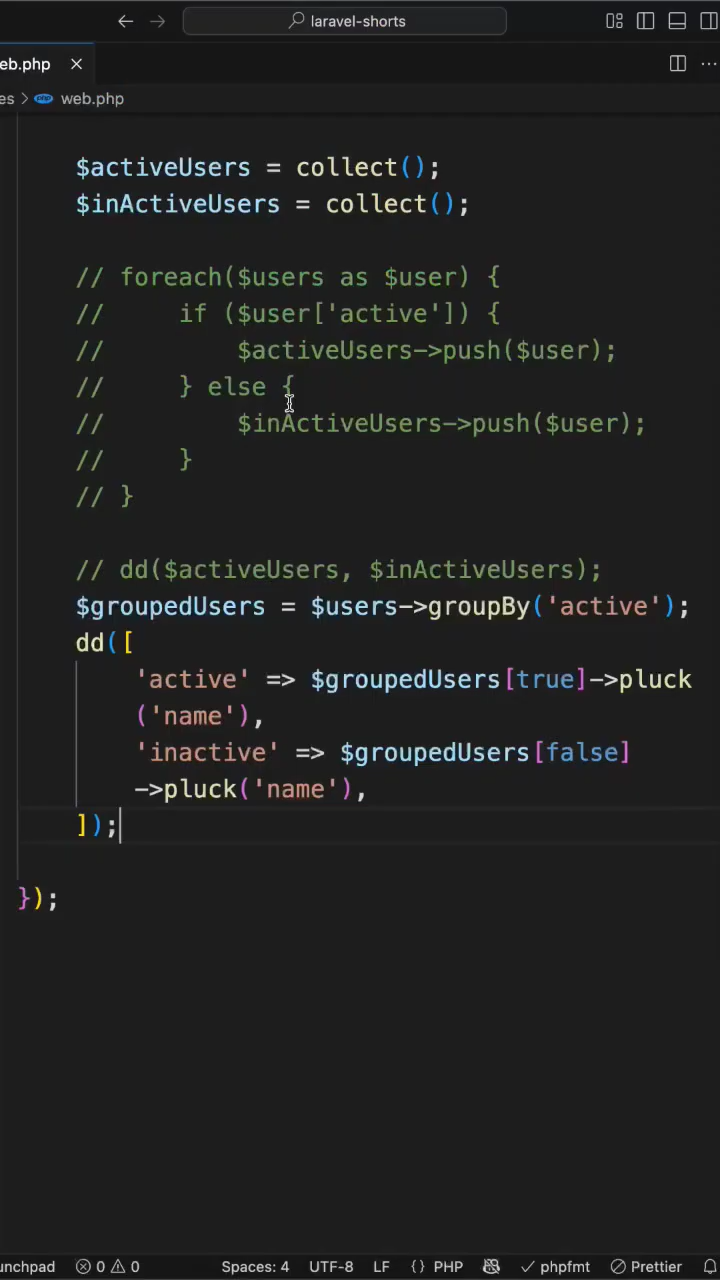 laravel-shorts
eb.php
es > web.php
$activeUsers = collect();
$inActiveUsers = collect();
// foreach($users as $user) {
//     if ($user['active']) {
//         $activeUsers->push($user);
//     } else {
//         $inActiveUsers->push($user);
//     }
// }
// dd($activeUsers, $inActiveUsers);
$groupedUsers = $users->groupBy('active');
dd([
    'active' => $groupedUsers[true]->pluck
    ('name'),
    'inactive' => $groupedUsers[false]
    ->pluck('name'),
]);
});
unchpad 0 0 Spaces: 4 UTF-8 LF {} PHP phpfmt Prettier